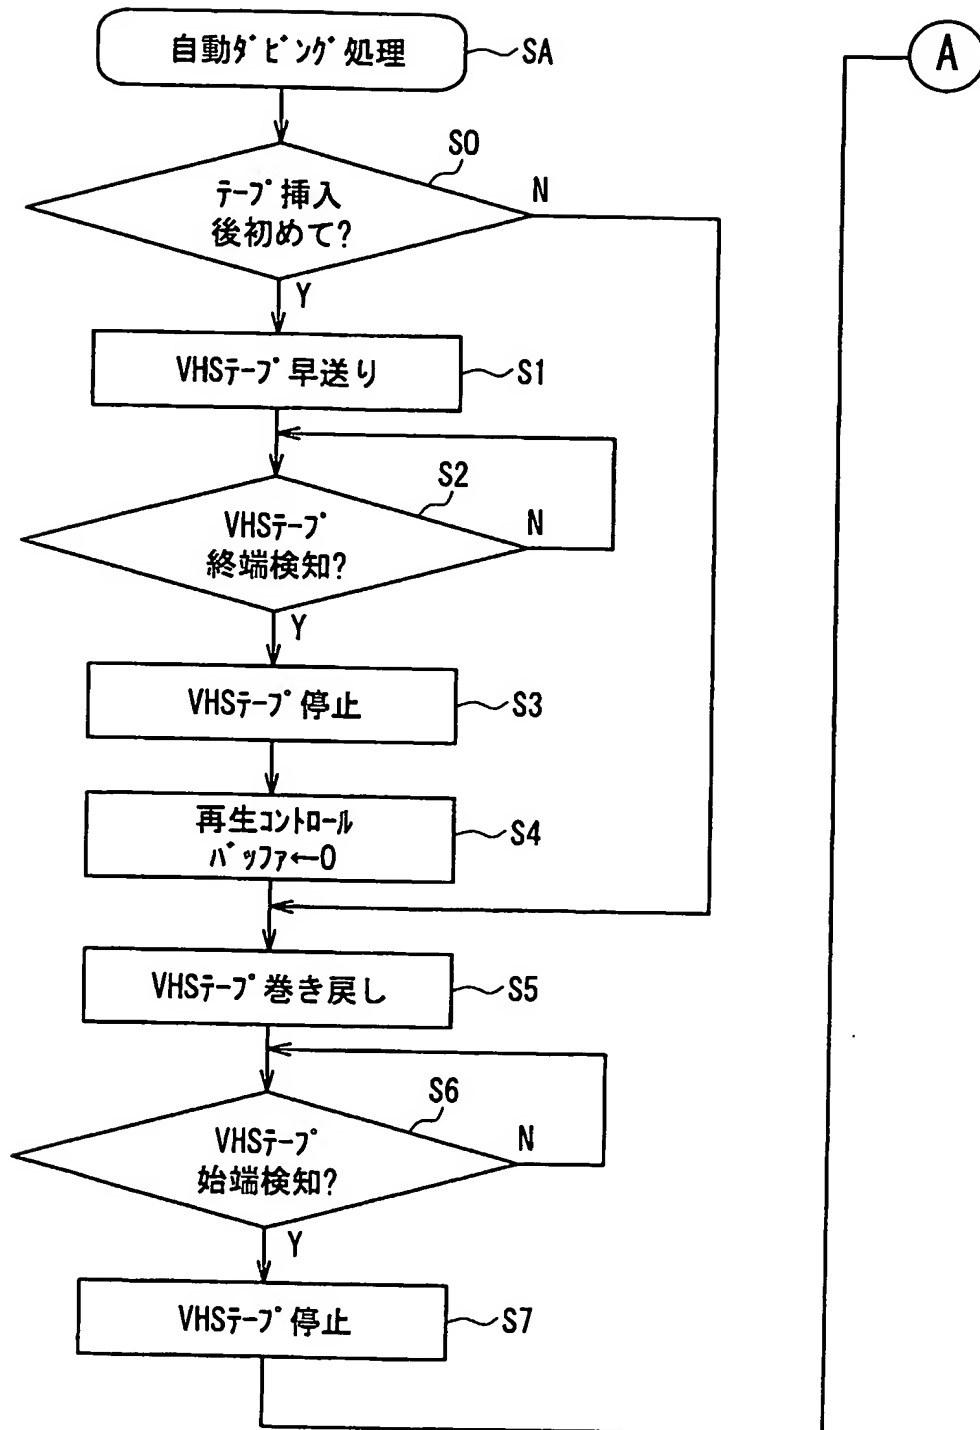 自動ﾀﾞﾋﾞﾝｸﾞ処理
SA
A
S0
ﾃｰﾌﾟ挿入
後初めて?
N
Y
VHSﾃｰﾌﾟ早送り
S1
S2
VHSﾃｰﾌﾟ
終端検知?
N
Y
VHSﾃｰﾌﾟ停止
S3
再生ｺﾝﾄﾛｰﾙ
ﾊﾞｯﾌｧ←0
S4
VHSﾃｰﾌﾟ巻き戻し
S5
S6
VHSﾃｰﾌﾟ
始端検知?
N
Y
VHSﾃｰﾌﾟ停止
S7